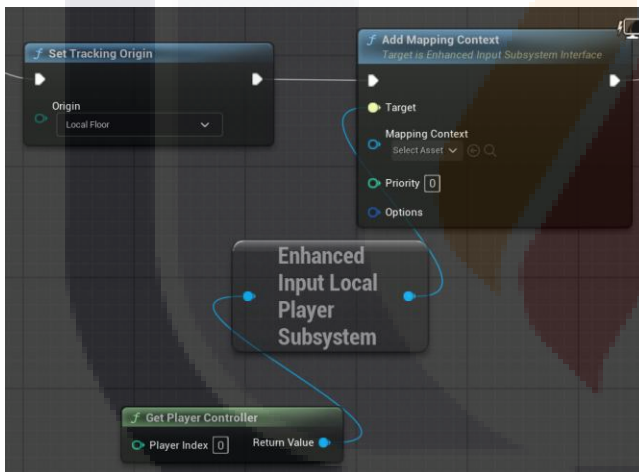 f Set Tracking Origin
Origin
Local Floor
f Add Mapping Context
Target is Enhanced Input Subsystem Interface
Target
Mapping Context
Select Asset
Priority 0
Options
Enhanced
Input Local
Player
Subsystem
f Get Player Controller
Player Index 0 Return Value